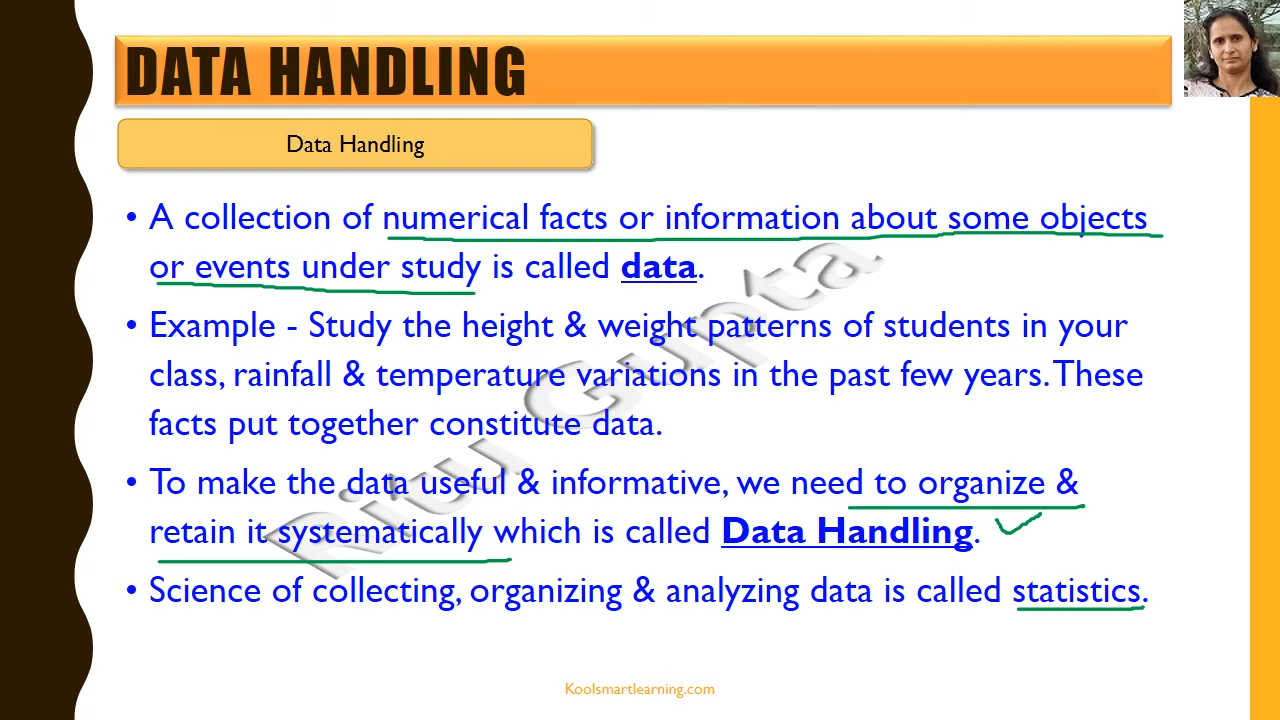 DATA HANDLING
Data Handling
• A collection of numerical facts or information about some objects
or events under study is called data.
• Example - Study the height & weight patterns of students in your
class, rainfall & temperature variations in the past few years. These
facts put together constitute data.
• To make the data useful & informative, we need to organize &
retain it systematically which is called Data Handling.
• Science of collecting, organizing & analyzing data is called statistics.
Ritu Gupta
Koolsmartlearning.com